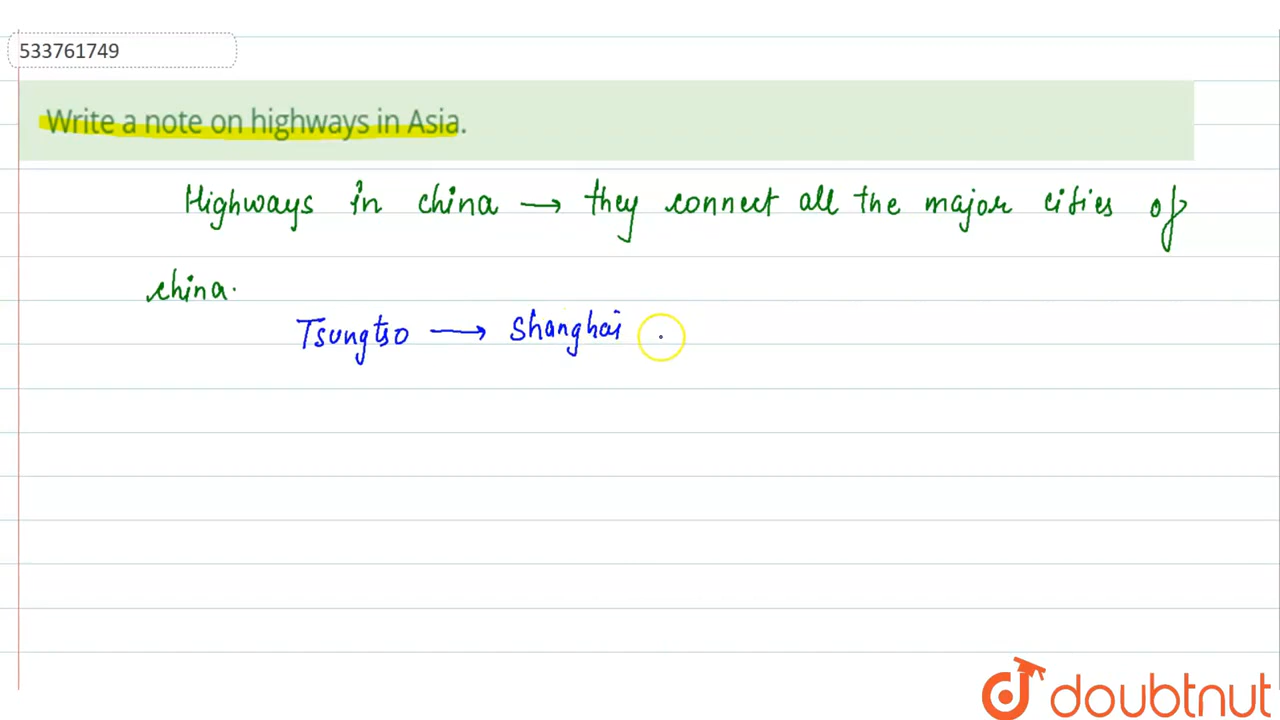 533761749
Write a note on highways in Asia.
Highways in china → they connect all the major cities of
china.
Tsungtso → Shanghai
doubtnut